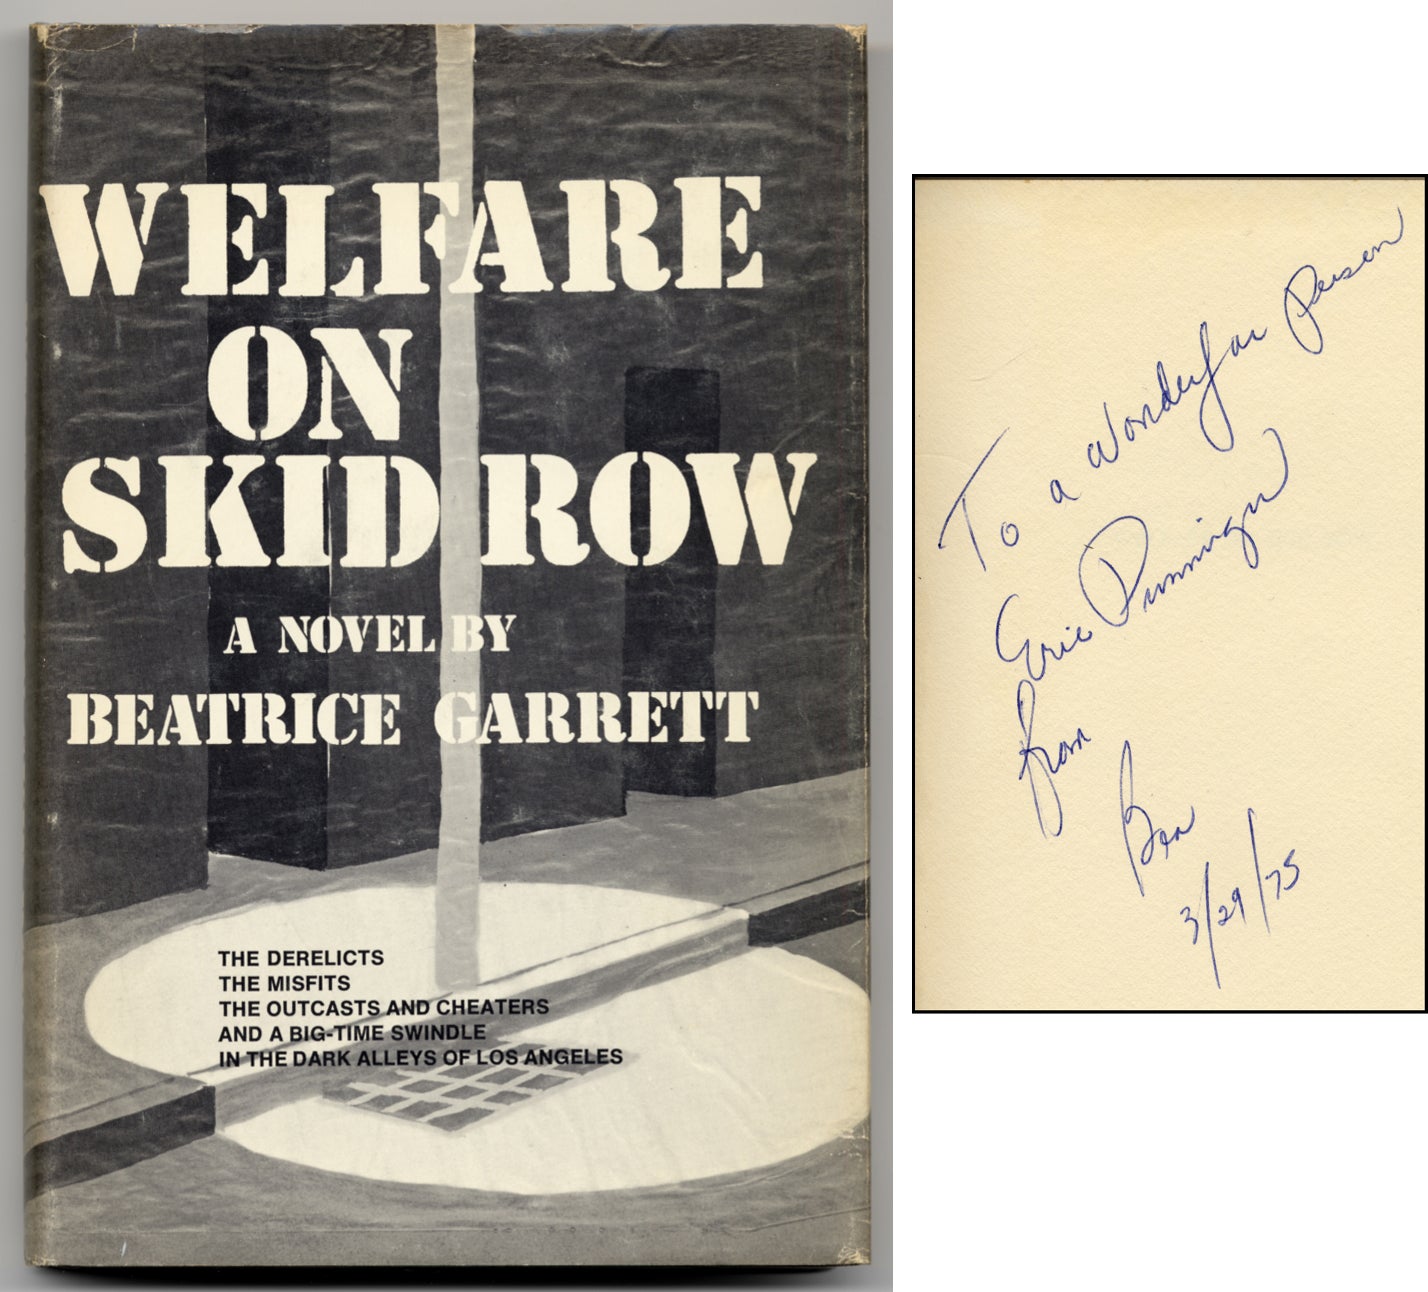 WELFARE
ON
SKID ROW
A NOVEL BY
BEATRICE GARRETT
THE DERELICTS
THE MISFITS
THE OUTCASTS AND CHEATERS
AND A BIG-TIME SWINDLE
IN THE DARK ALLEYS OF LOS ANGELES
To a Wonderful Person
Eric
from
Bea
3/29/75